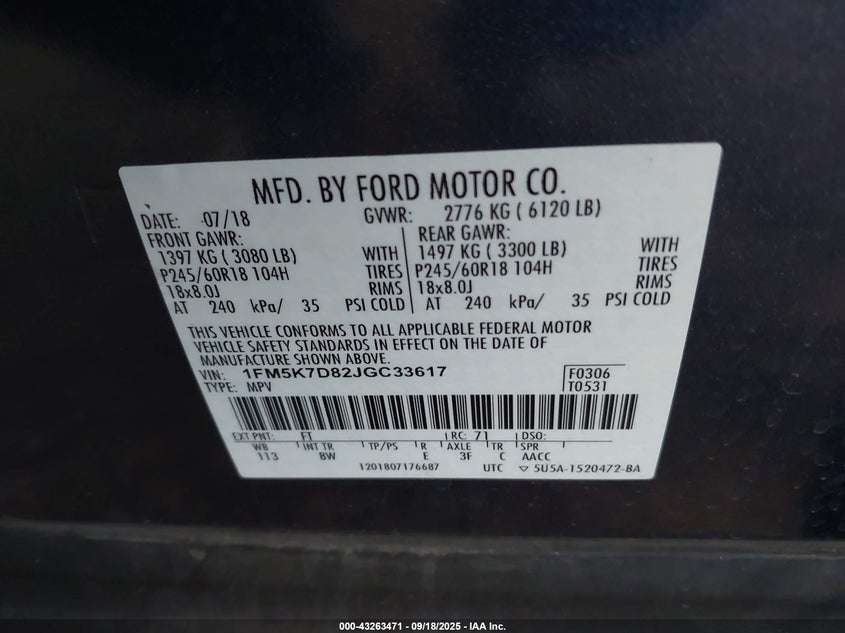 MFD. BY FORD MOTOR CO.
DATE: 07/18 GVWR: 2776 KG ( 6120 LB)
FRONT GAWR: REAR GAWR:
1397 KG ( 3080 LB) WITH 1497 KG ( 3300 LB) WITH
P245/60R18 104H TIRES P245/60R18 104H TIRES
18x8.0J RIMS 18x8.0J RIMS
AT 240 kPa/ 35 PSI COLD AT 240 kPa/ 35 PSI COLD
THIS VEHICLE CONFORMS TO ALL APPLICABLE FEDERAL MOTOR
VEHICLE SAFETY STANDARDS IN EFFECT ON THE DATE OF
MANUFACTURE SHOWN ABOVE.
VIN: 1FM5K7D82JGC33617 F0306
TYPE: MPV T0531
EXT PNT: FT RC: 71 DSO:
WB INT TR TP/PS R AXLE TR SPR
113 8W E 3F C AACC
1201807176687 UTC ▽ 5U5A-1520472-BA
000-43263471 - 09/18/2025 - IAA Inc.